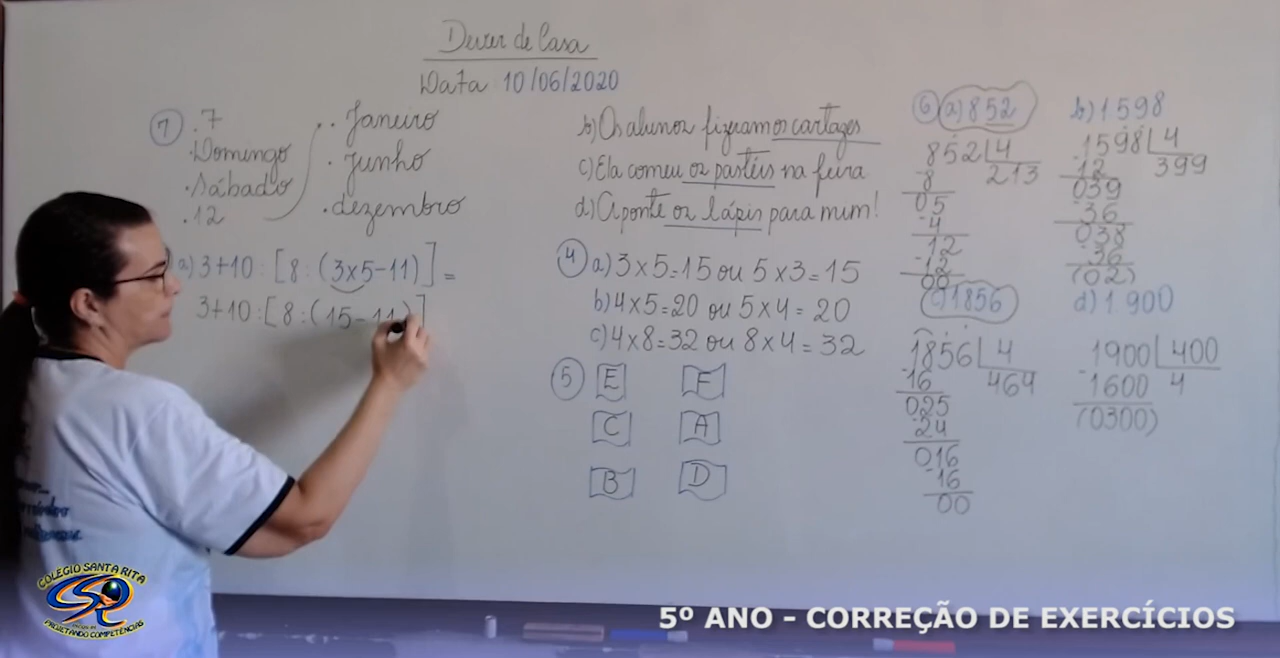 Dever de Casa
Data: 10/06/2020
1
.7
.Domingo
.Sábado
.12
. Janeiro
. Junho
.dezembro
a) 3+10:[8:(3x5-11)]=
3+10:[8:(15-11)]
b) Os alunos fizeram os cartazes
c) Ela comeu os pastéis na feira
d) Aponte os lápis para mim!
4 a) 3x5=15 ou 5x3=15
b) 4x5=20 ou 5x4=20
c) 4x8=32 ou 8x4=32
5 E F
C A
B D
6 a) 852
852 4
-8 213
05
-4
12
-12
00
b) 1598
1598 4
-12 399
039
-36
038
-36
(02)
c) 1856
1856 4
-16 464
025
-24
016
-16
00
d) 1.900
1900 400
-1600 4
(0300)
COLÉGIO SANTA RITA
PROJETANDO COMPETÊNCIAS
5º ANO - CORREÇÃO DE EXERCÍCIOS